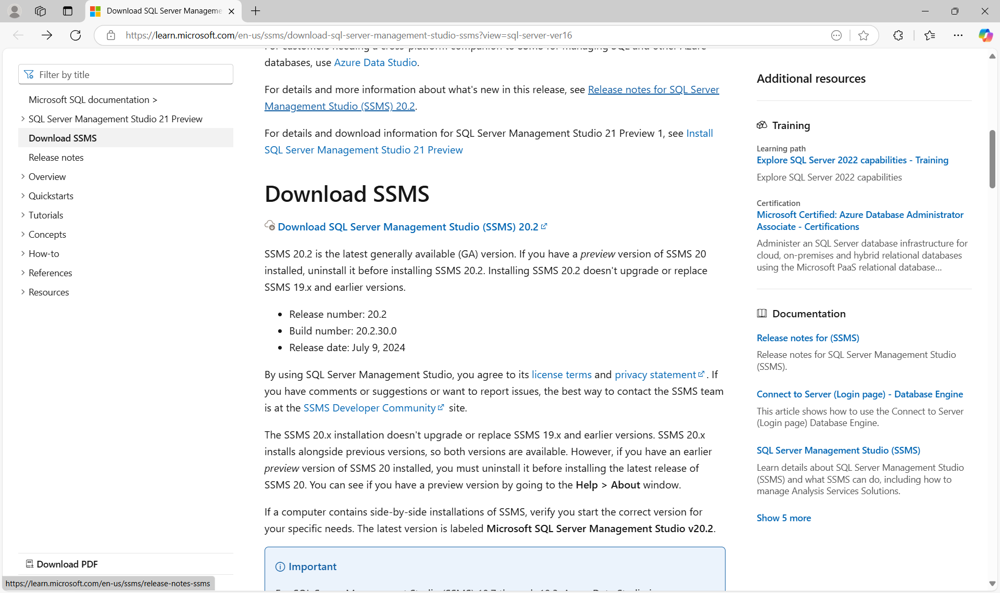 Download SQL Server Manageme
https://learn.microsoft.com/en-us/ssms/download-sql-server-management-studio-ssms?view=sql-server-ver16
Filter by title
Microsoft SQL documentation >
SQL Server Management Studio 21 Preview
Download SSMS
Release notes
Overview
Quickstarts
Tutorials
Concepts
How-to
References
Resources
Download PDF
https://learn.microsoft.com/en-us/ssms/release-notes-ssms
For customers needing a cross-platform companion to SSMS for managing SQL and other Azure
databases, use Azure Data Studio.
For details and more information about what's new in this release, see Release notes for SQL Server
Management Studio (SSMS) 20.2.
For details and download information for SQL Server Management Studio 21 Preview 1, see Install
SQL Server Management Studio 21 Preview
Download SSMS
Download SQL Server Management Studio (SSMS) 20.2
SSMS 20.2 is the latest generally available (GA) version. If you have a preview version of SSMS 20
installed, uninstall it before installing SSMS 20.2. Installing SSMS 20.2 doesn't upgrade or replace
SSMS 19.x and earlier versions.
• Release number: 20.2
• Build number: 20.2.30.0
• Release date: July 9, 2024
By using SQL Server Management Studio, you agree to its license terms and privacy statement. If
you have comments or suggestions or want to report issues, the best way to contact the SSMS team
is at the SSMS Developer Community site.
The SSMS 20.x installation doesn't upgrade or replace SSMS 19.x and earlier versions. SSMS 20.x
installs alongside previous versions, so both versions are available. However, if you have an earlier
preview version of SSMS 20 installed, you must uninstall it before installing the latest release of
SSMS 20. You can see if you have a preview version by going to the Help > About window.
If a computer contains side-by-side installations of SSMS, verify you start the correct version for
your specific needs. The latest version is labeled Microsoft SQL Server Management Studio v20.2.
Important
Additional resources
Training
Learning path
Explore SQL Server 2022 capabilities - Training
Explore SQL Server 2022 capabilities
Certification
Microsoft Certified: Azure Database Administrator
Associate - Certifications
Administer an SQL Server database infrastructure for
cloud, on-premises and hybrid relational databases
using the Microsoft PaaS relational database...
Documentation
Release notes for (SSMS)
Release notes for SQL Server Management Studio
(SSMS).
Connect to Server (Login page) - Database Engine
This article shows how to use the Connect to Server
(Login page) Database Engine.
SQL Server Management Studio (SSMS)
Learn details about SQL Server Management Studio
(SSMS) and what SSMS can do, including how to
manage Analysis Services Solutions.
Show 5 more